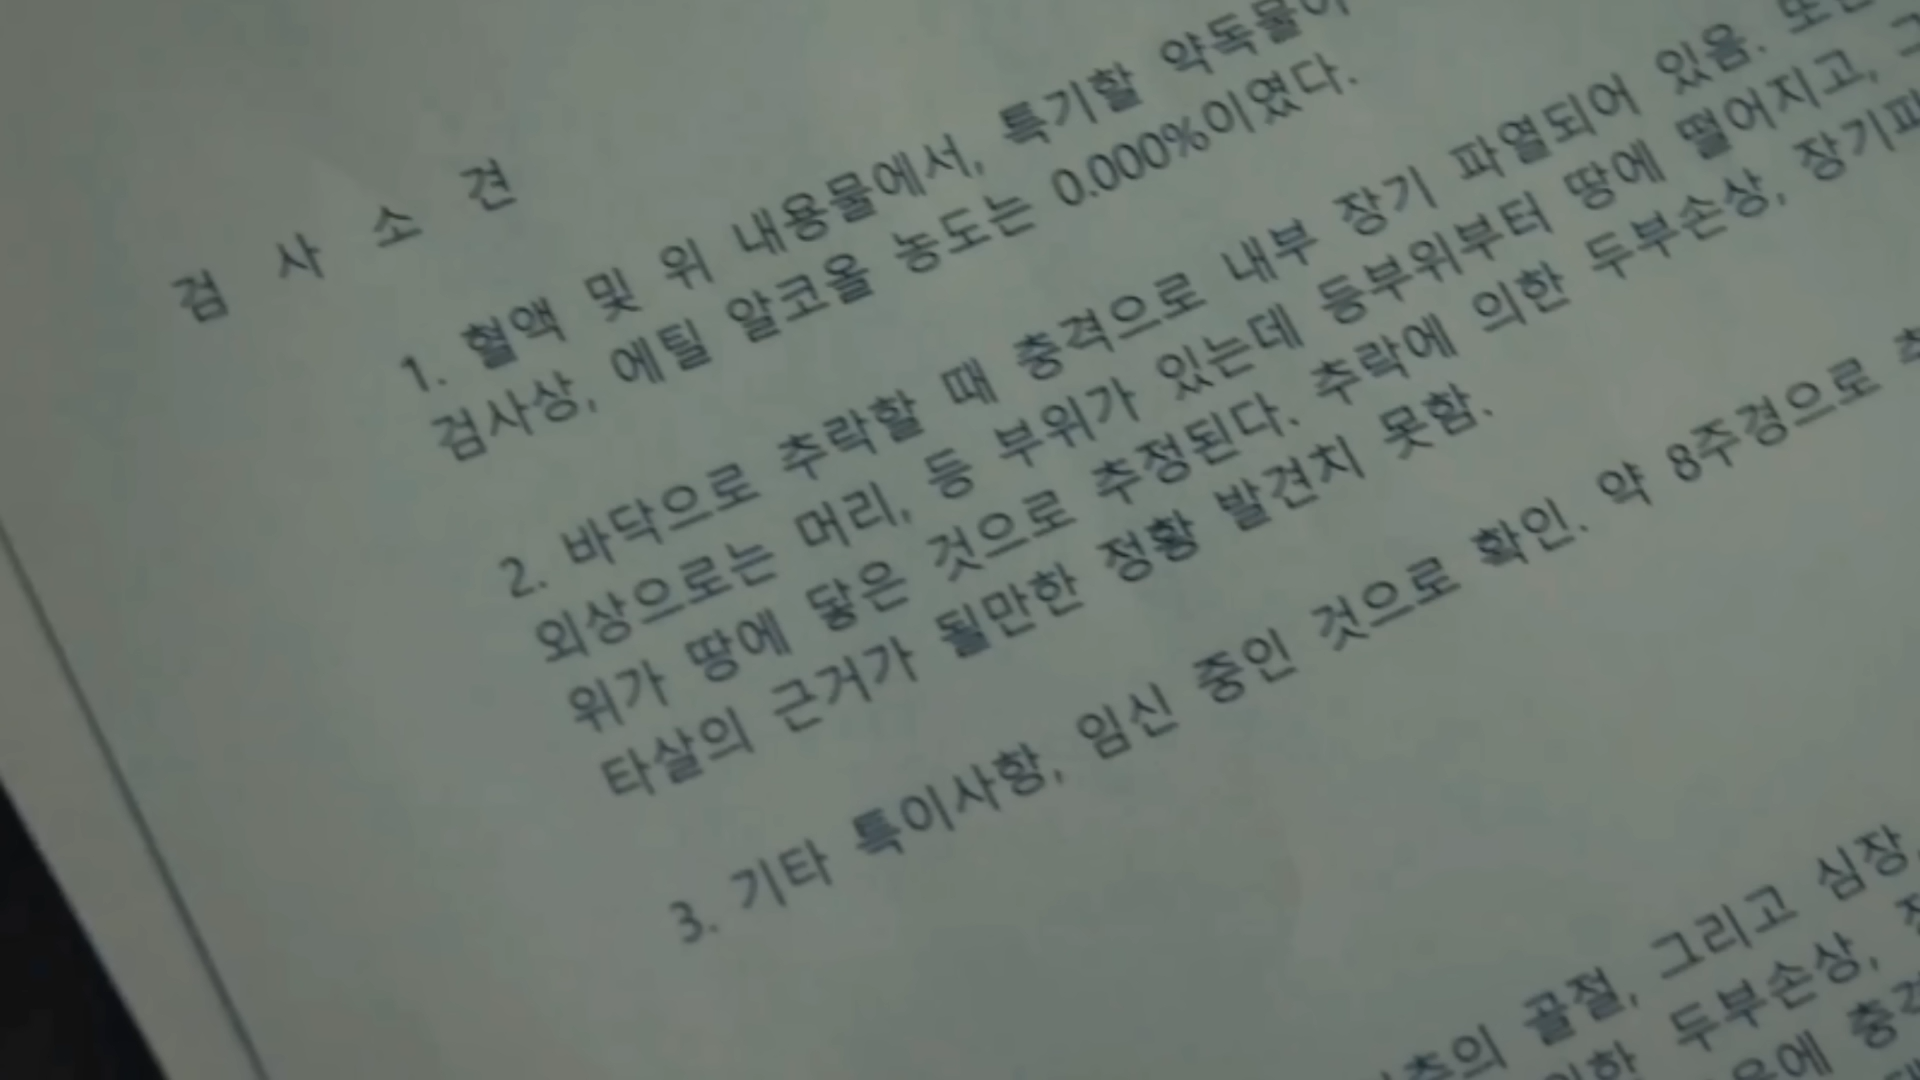 검 사 소 견
1. 혈액 및 위 내용물에서, 특기할 약독물이
검사상, 에틸 알코올 농도는 0.000%이였다.
2. 바닥으로 추락할 때 충격으로 내부 장기 파열되어 있음. 또한
외상으로는 머리, 등 부위가 있는데 등부위부터 땅에 떨어지고, 그
위가 땅에 닿은 것으로 추정된다. 추락에 의한 두부손상, 장기파
타살의 근거가 될만한 정황 발견치 못함.
3. 기타 특이사항, 임신 중인 것으로 확인. 약 8주경으로
골절, 그리고 심장,
두부손상,
충격